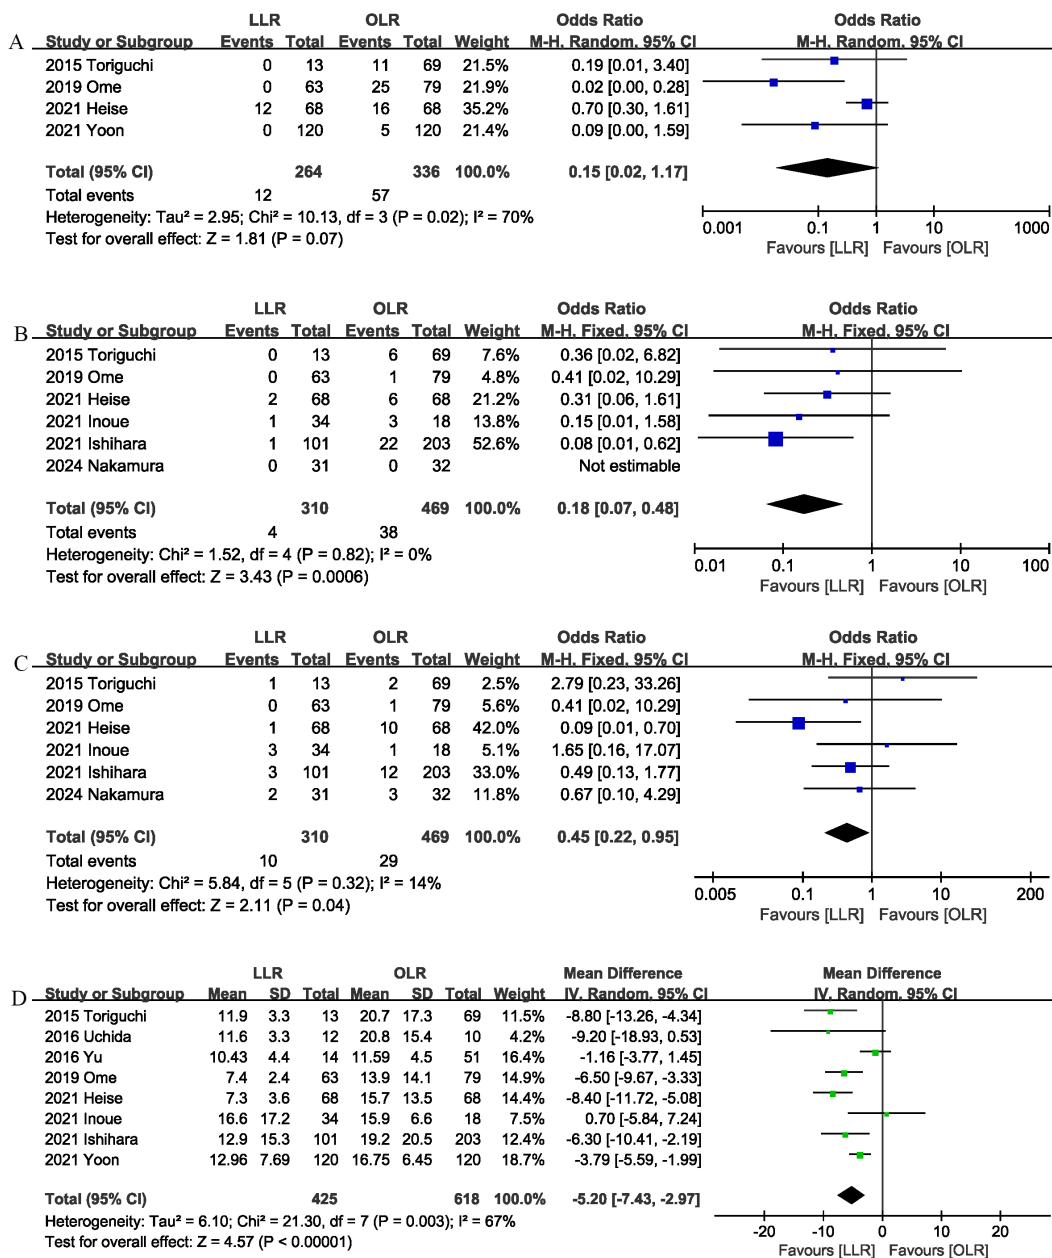 LLR OLR Odds Ratio Odds Ratio
A Study or Subgroup Events Total Events Total Weight M-H, Random, 95% CI M-H, Random, 95% CI
2015 Toriguchi 0 13 11 69 21.5% 0.19 [0.01, 3.40]
2019 Ome 0 63 25 79 21.9% 0.02 [0.00, 0.28]
2021 Heise 12 68 16 68 35.2% 0.70 [0.30, 1.61]
2021 Yoon 0 120 5 120 21.4% 0.09 [0.00, 1.59]
Total (95% CI) 264 336 100.0% 0.15 [0.02, 1.17]
Total events 12 57
Heterogeneity: Tau² = 2.95; Chi² = 10.13, df = 3 (P = 0.02); I² = 70%
Test for overall effect: Z = 1.81 (P = 0.07)
0.001 0.1 1 10 1000
Favours [LLR] Favours [OLR]
LLR OLR Odds Ratio Odds Ratio
B Study or Subgroup Events Total Events Total Weight M-H, Fixed, 95% CI M-H, Fixed, 95% CI
2015 Toriguchi 0 13 6 69 7.6% 0.36 [0.02, 6.82]
2019 Ome 0 63 1 79 4.8% 0.41 [0.02, 10.29]
2021 Heise 2 68 6 68 21.2% 0.31 [0.06, 1.61]
2021 Inoue 1 34 3 18 13.8% 0.15 [0.01, 1.58]
2021 Ishihara 1 101 22 203 52.6% 0.08 [0.01, 0.62]
2024 Nakamura 0 31 0 32 Not estimable
Total (95% CI) 310 469 100.0% 0.18 [0.07, 0.48]
Total events 4 38
Heterogeneity: Chi² = 1.52, df = 4 (P = 0.82); I² = 0%
Test for overall effect: Z = 3.43 (P = 0.0006)
0.01 0.1 1 10 100
Favours [LLR] Favours [OLR]
LLR OLR Odds Ratio Odds Ratio
C Study or Subgroup Events Total Events Total Weight M-H, Fixed, 95% CI M-H, Fixed, 95% CI
2015 Toriguchi 1 13 2 69 2.5% 2.79 [0.23, 33.26]
2019 Ome 0 63 1 79 5.6% 0.41 [0.02, 10.29]
2021 Heise 1 68 10 68 42.0% 0.09 [0.01, 0.70]
2021 Inoue 3 34 1 18 5.1% 1.65 [0.16, 17.07]
2021 Ishihara 3 101 12 203 33.0% 0.49 [0.13, 1.77]
2024 Nakamura 2 31 3 32 11.8% 0.67 [0.10, 4.29]
Total (95% CI) 310 469 100.0% 0.45 [0.22, 0.95]
Total events 10 29
Heterogeneity: Chi² = 5.84, df = 5 (P = 0.32); I² = 14%
Test for overall effect: Z = 2.11 (P = 0.04)
0.005 0.1 1 10 200
Favours [LLR] Favours [OLR]
LLR OLR Mean Difference Mean Difference
D Study or Subgroup Mean SD Total Mean SD Total Weight IV, Random, 95% CI IV, Random, 95% CI
2015 Toriguchi 11.9 3.3 13 20.7 17.3 69 11.5% -8.80 [-13.26, -4.34]
2016 Uchida 11.6 3.3 12 20.8 15.4 10 4.2% -9.20 [-18.93, 0.53]
2016 Yu 10.43 4.4 14 11.59 4.5 51 16.4% -1.16 [-3.77, 1.45]
2019 Ome 7.4 2.4 63 13.9 14.1 79 14.9% -6.50 [-9.67, -3.33]
2021 Heise 7.3 3.6 68 15.7 13.5 68 14.4% -8.40 [-11.72, -5.08]
2021 Inoue 16.6 17.2 34 15.9 6.6 18 7.5% 0.70 [-5.84, 7.24]
2021 Ishihara 12.9 15.3 101 19.2 20.5 203 12.4% -6.30 [-10.41, -2.19]
2021 Yoon 12.96 7.69 120 16.75 6.45 120 18.7% -3.79 [-5.59, -1.99]
Total (95% CI) 425 618 100.0% -5.20 [-7.43, -2.97]
Heterogeneity: Tau² = 6.10; Chi² = 21.30, df = 7 (P = 0.003); I² = 67%
Test for overall effect: Z = 4.57 (P < 0.00001)
-20 -10 0 10 20
Favours [LLR] Favours [OLR]